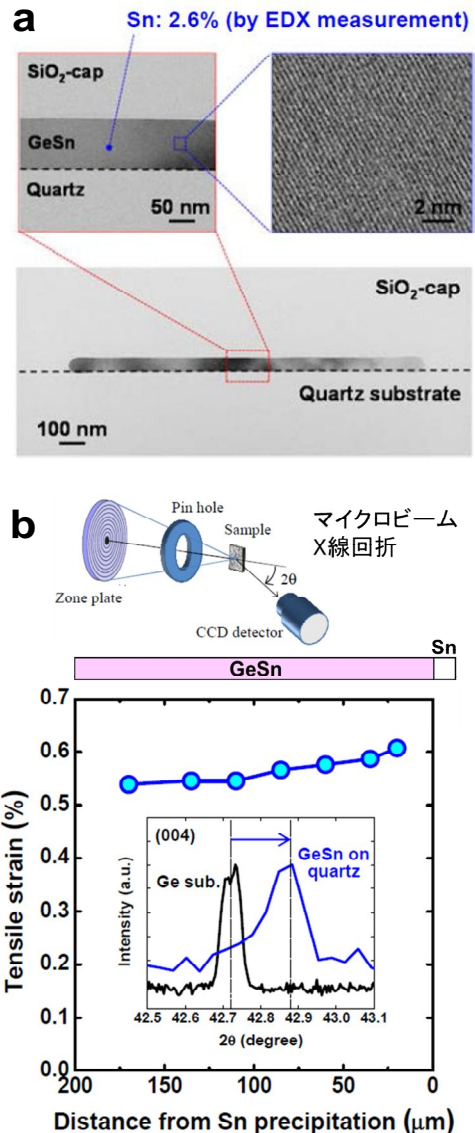 a
Sn: 2.6% (by EDX measurement)
SiO₂-cap
GeSn
Quartz
50 nm
2 nm
SiO₂-cap
Quartz substrate
100 nm
b
Pin hole
Sample
Zone plate
2θ
CCD detector
マイクロビーム
X線回折
GeSn
Sn
Tensile strain (%)
0.7
0.6
0.5
0.4
0.3
0.2
0.1
0.0
(004)
Ge sub.
GeSn on
quartz
Intensity (a.u.)
42.5 42.6 42.7 42.8 42.9 43.0 43.1
2θ (degree)
200 150 100 50 0
Distance from Sn precipitation (μm)